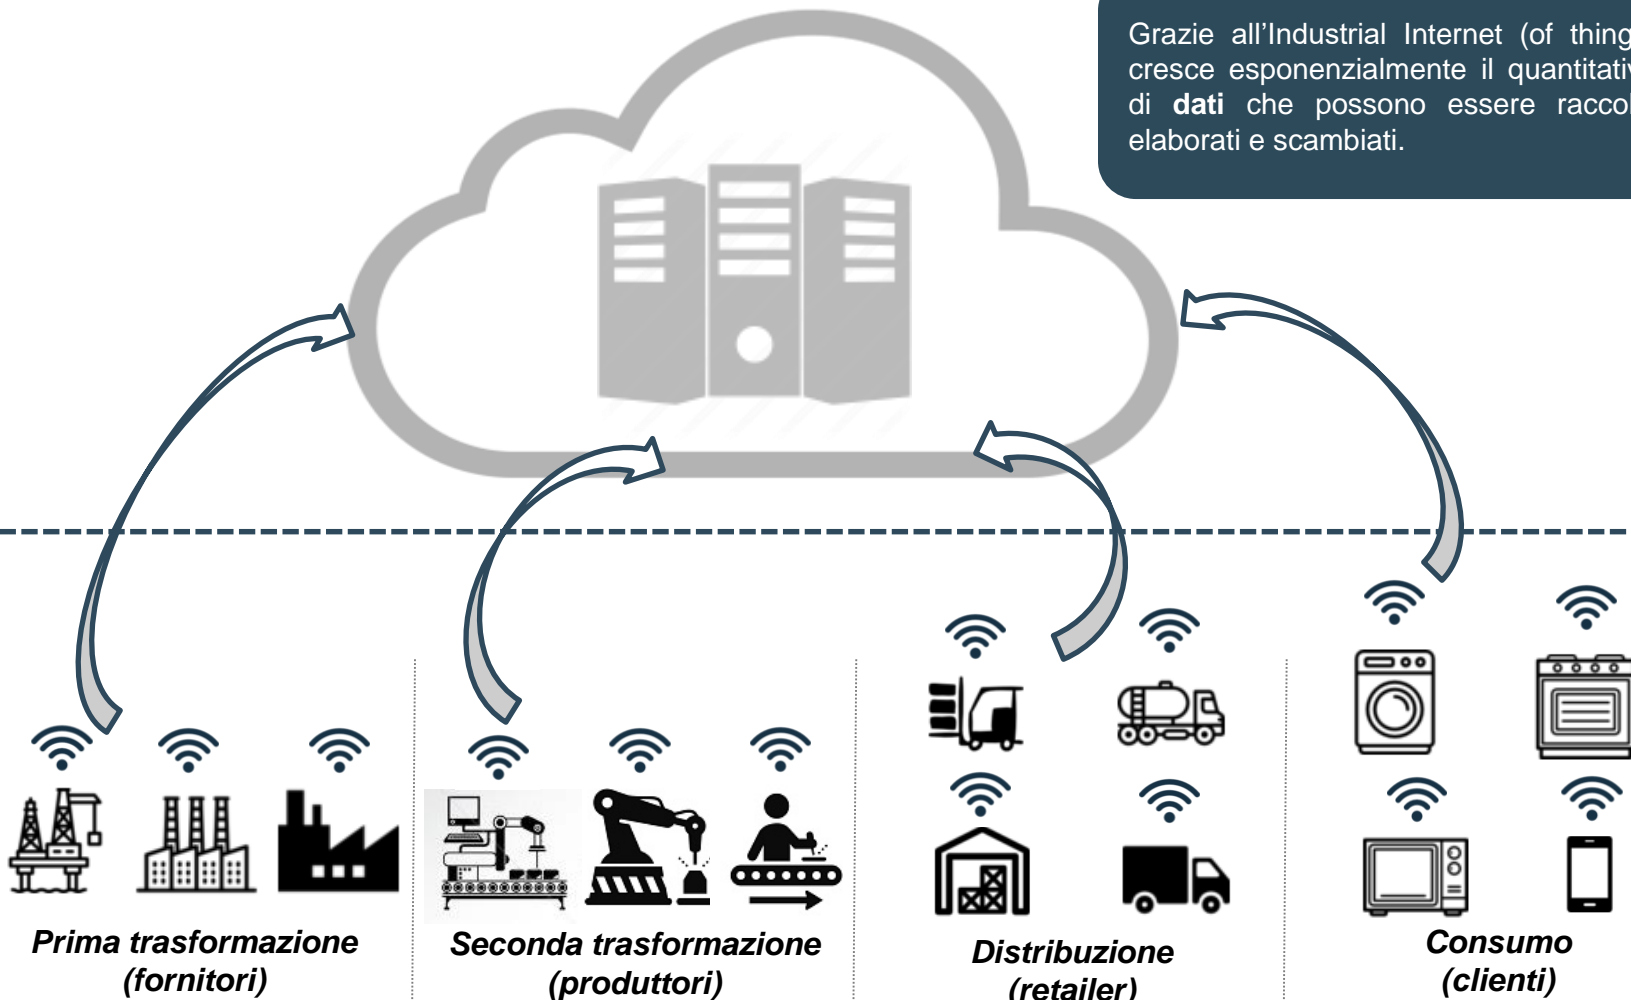 Grazie all’Industrial Internet (of thing
cresce esponenzialmente il quantitativ
di dati che possono essere raccol
elaborati e scambiati.
Prima trasformazione
(fornitori)
Seconda trasformazione
(produttori)
Distribuzione
(retailer)
Consumo
(clienti)